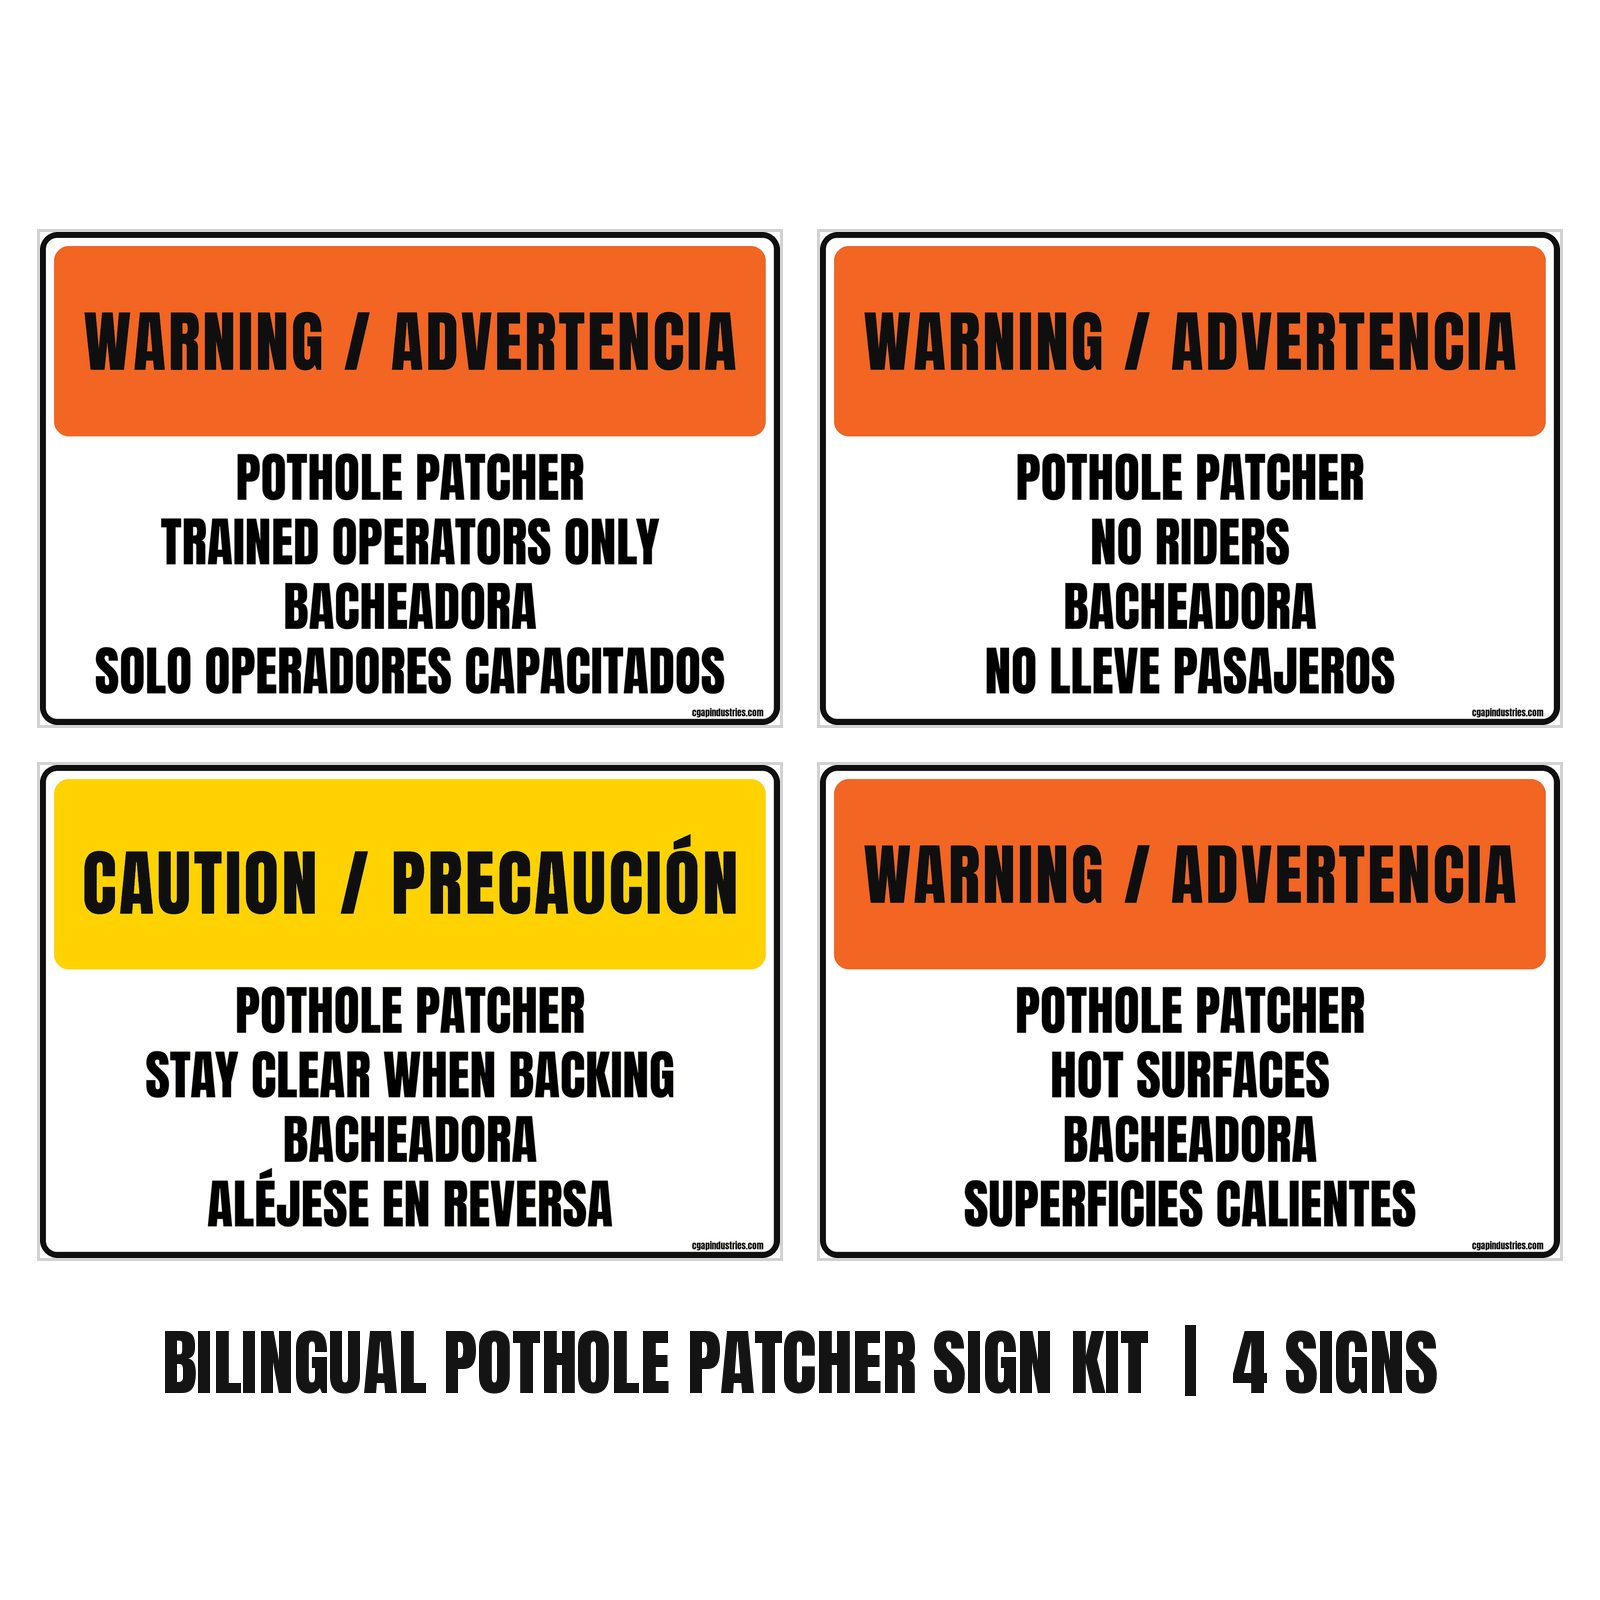 WARNING / ADVERTENCIA
POTHOLE PATCHER
TRAINED OPERATORS ONLY
BACHEADORA
SOLO OPERADORES CAPACITADOS
cgapindustries.com
WARNING / ADVERTENCIA
POTHOLE PATCHER
NO RIDERS
BACHEADORA
NO LLEVE PASAJEROS
cgapindustries.com
CAUTION / PRECAUCIÓN
POTHOLE PATCHER
STAY CLEAR WHEN BACKING
BACHEADORA
ALÉJESE EN REVERSA
cgapindustries.com
WARNING / ADVERTENCIA
POTHOLE PATCHER
HOT SURFACES
BACHEADORA
SUPERFICIES CALIENTES
cgapindustries.com
BILINGUAL POTHOLE PATCHER SIGN KIT | 4 SIGNS